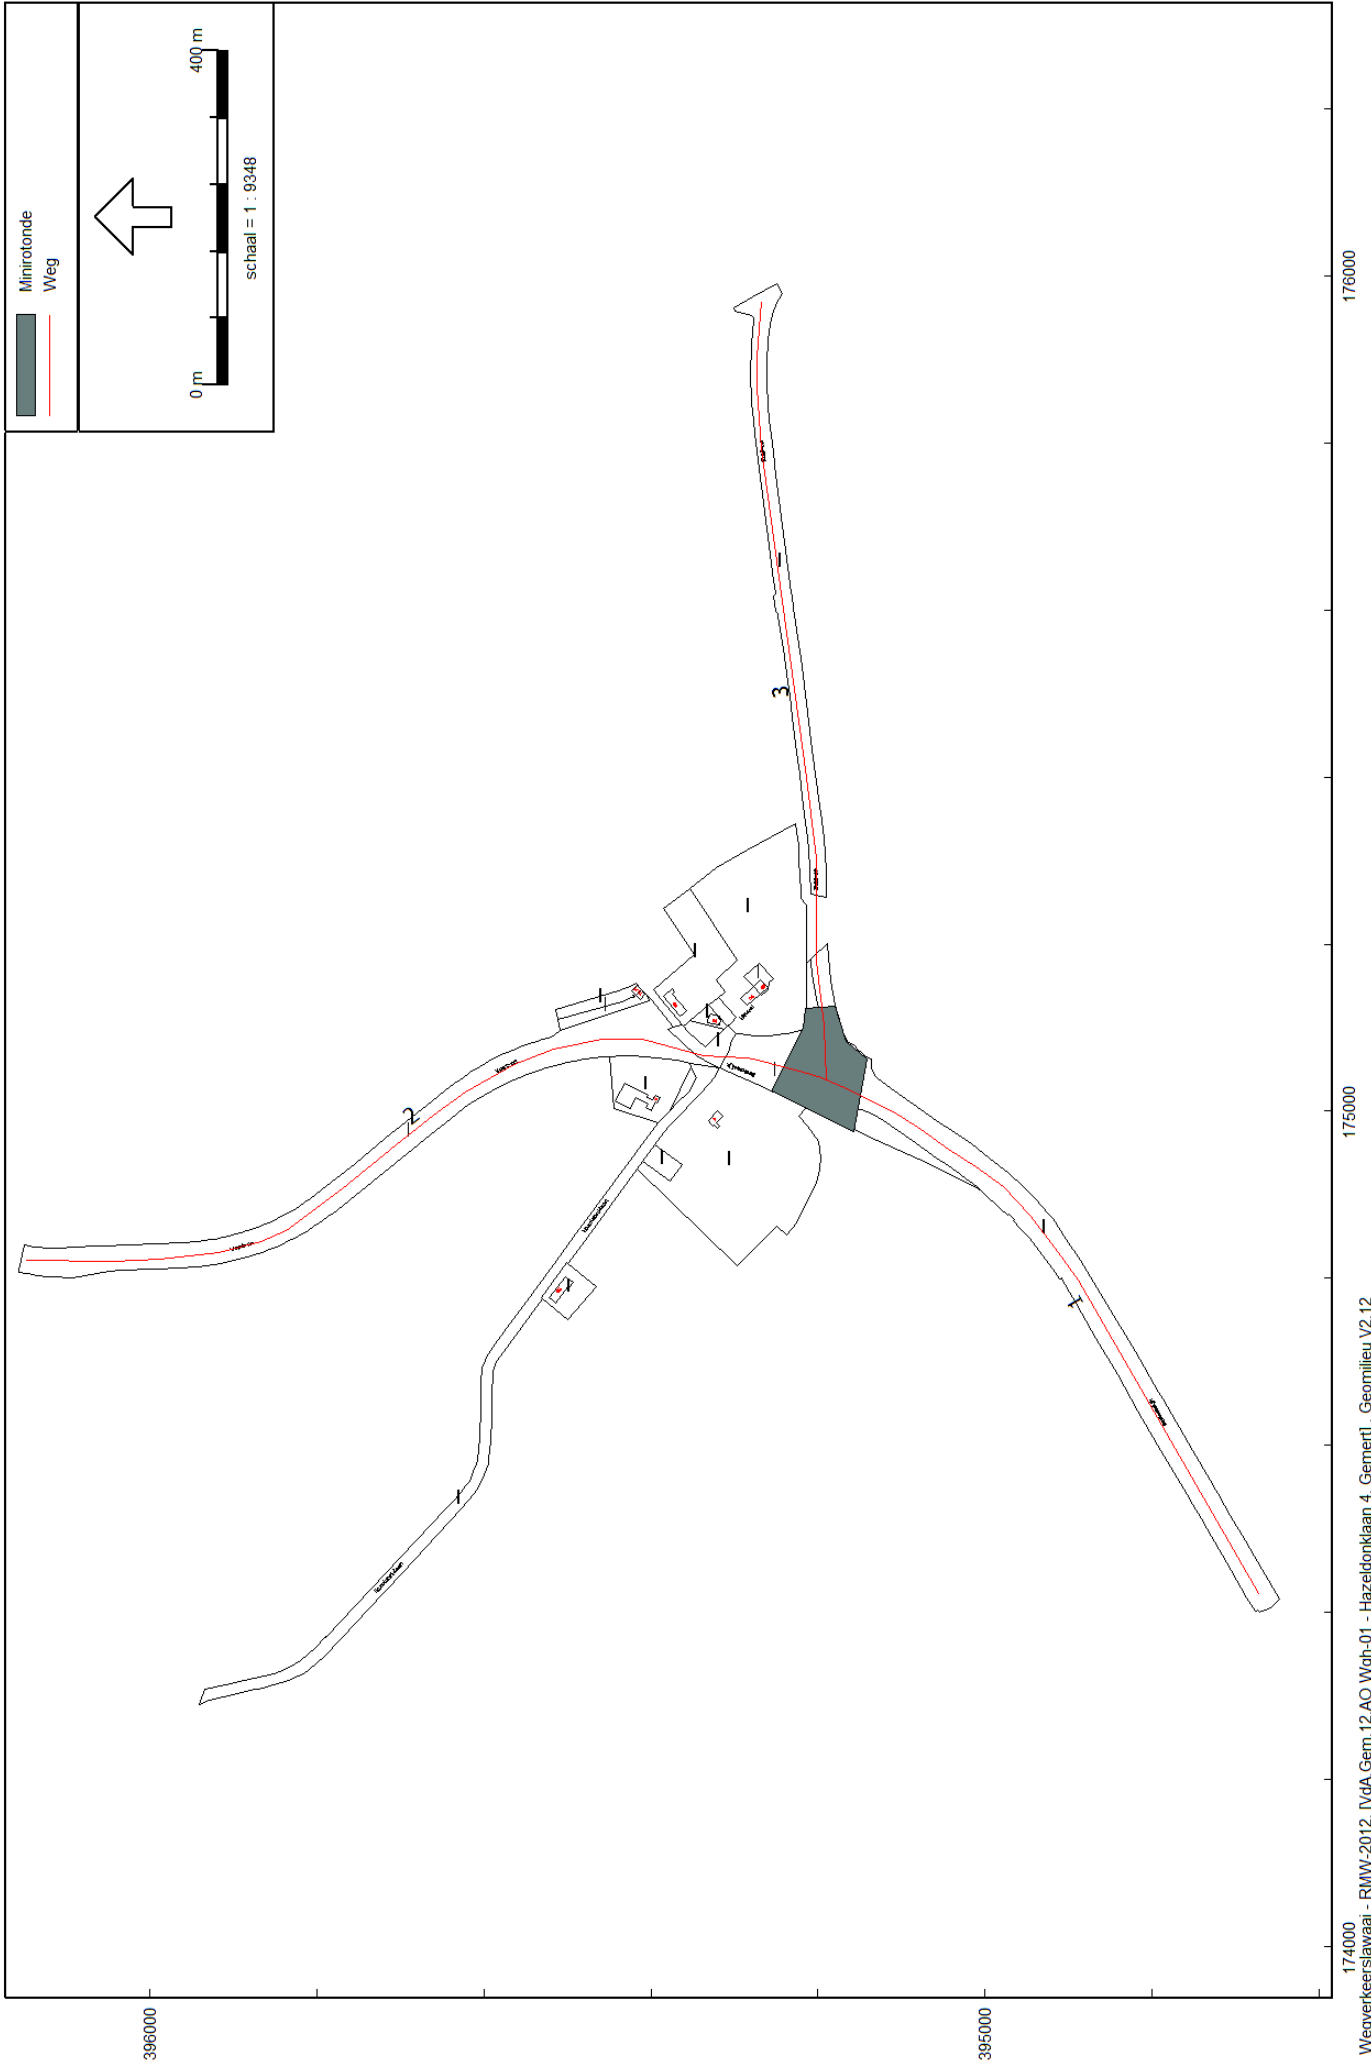 Minirotonde
Weg
0 m
400 m
schaal = 1 : 9348
396000
395000
174000
175000
176000
2
3
1
Wegverkeerslawaai - RMW-2012, [VdA.Gem.12.AO Wgh-01 - Hazeldonklaan 4, Gemert] , Geomilieu V2.12